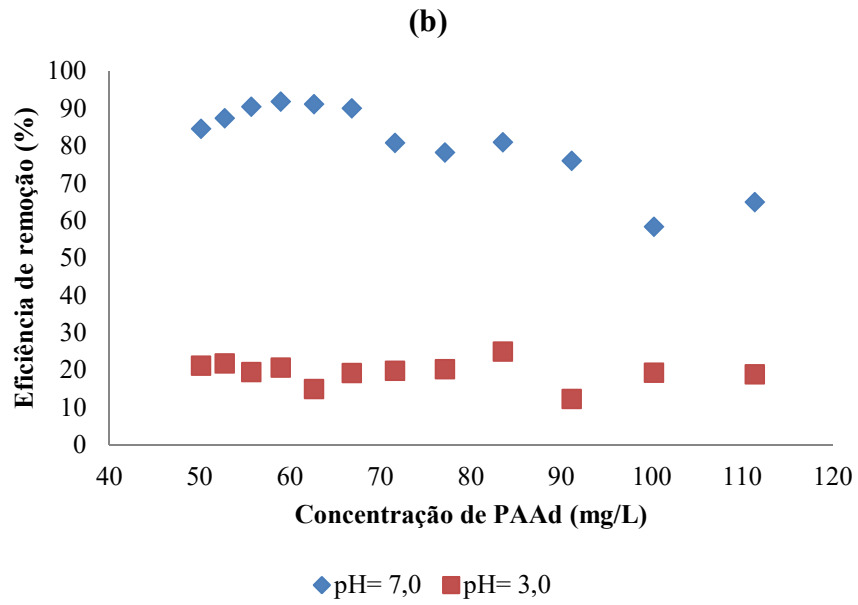 (b)
Eficiência de remoção (%)
100
90
80
70
60
50
40
30
20
10
0
40 50 60 70 80 90 100 110 120
Concentração de PAAd (mg/L)
pH= 7,0 pH= 3,0